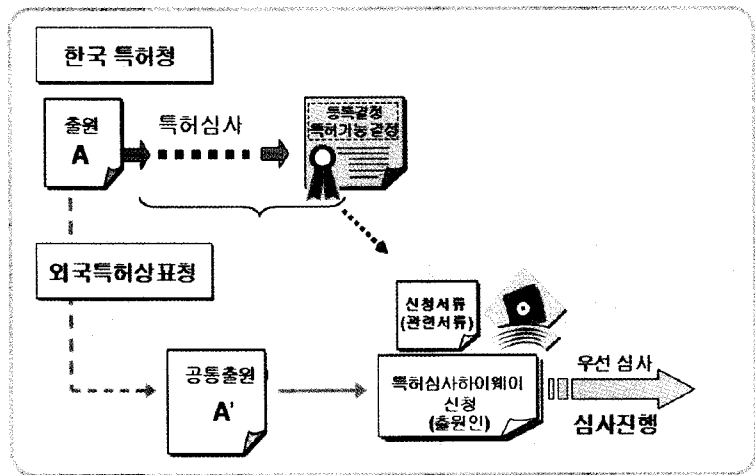 한국 특허청
출원
A
특허심사
등록결정
특허가능결정
외국특허상표청
신청서류
(관련서류)
공통출원
A'
특허심사하이웨이
신청
(출원인)
우선 심사
심사진행